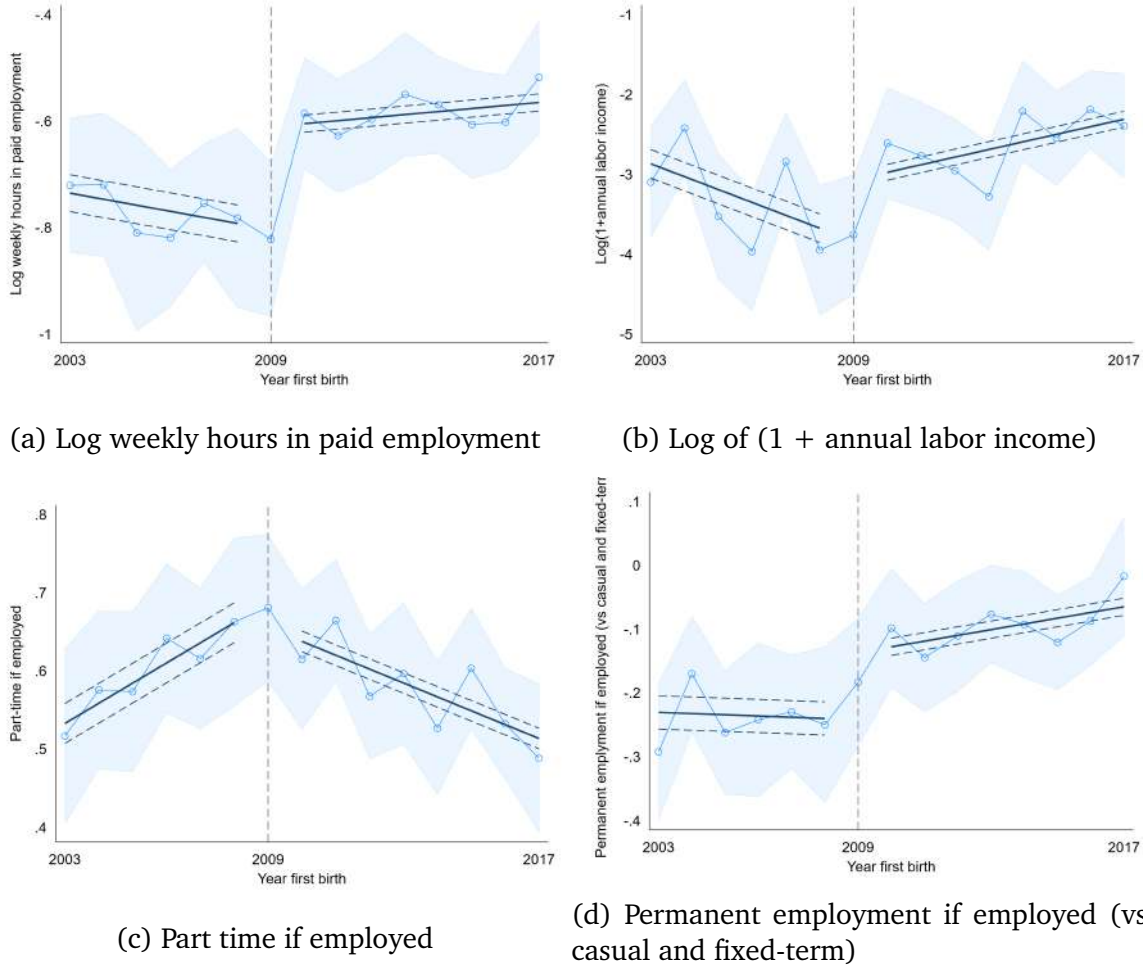 Log weekly hours in paid employment
-.4
-.6
-.8
-1
2003
2009
2017
Year first birth
Log(1+annual labor income)
-1
-2
-3
-4
-5
2003
2009
2017
Year first birth
(a) Log weekly hours in paid employment
(b) Log of (1 + annual labor income)
Part-time if employed
.8
.7
.6
.5
.4
2003
2009
2017
Year first birth
Permanent emplyment if employed (vs casual and fixed-terr
.1
0
-.1
-.2
-.3
-.4
2003
2009
2017
Year first birth
(c) Part time if employed
(d) Permanent employment if employed (vs
casual and fixed-term)